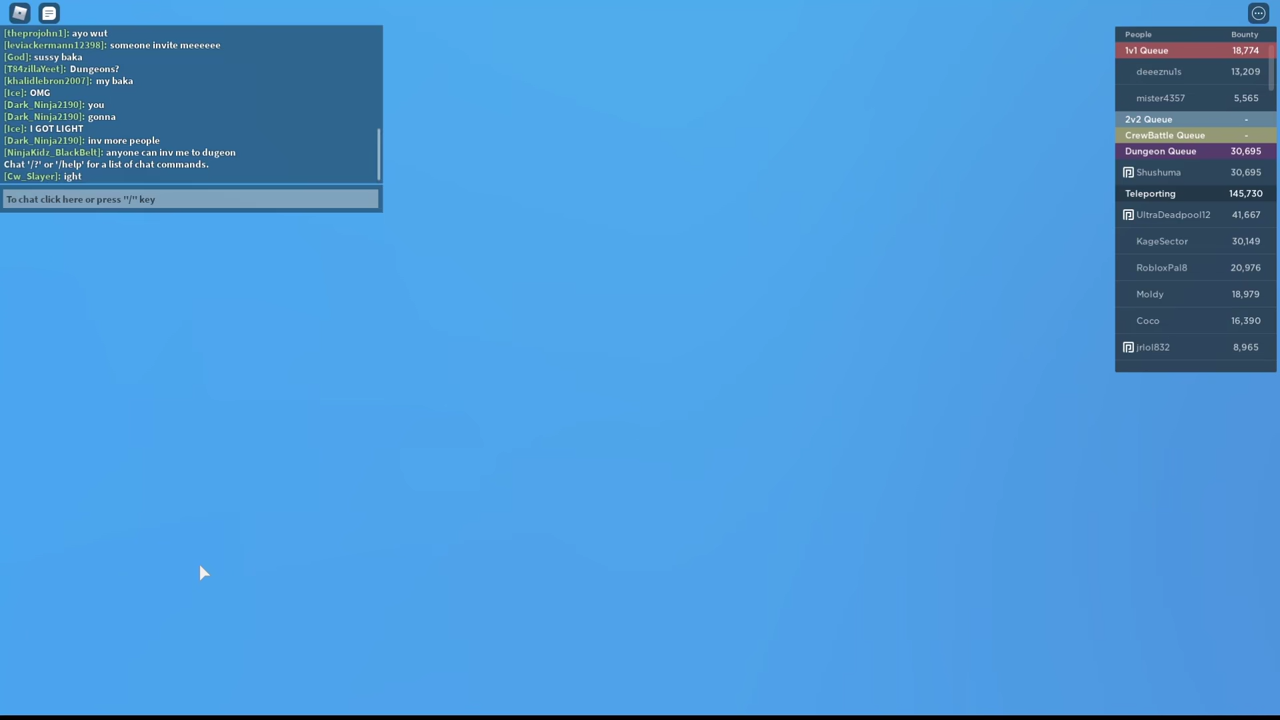 [theprojohn1]: ayo wut
[leviackermann12398]: someone invite meeeeee
[God]: sussy baka
[T84zillaYeet]: Dungeons?
[khalidlebron2007]: my baka
[Ice]: OMG
[Dark_Ninja2190]: you
[Dark_Ninja2190]: gonna
[Ice]: I GOT LIGHT
[Dark_Ninja2190]: inv more people
[NinjaKidz_BlackBelt]: anyone can inv me to dugeon
Chat '/?' or '/help' for a list of chat commands.
[Cw_Slayer]: ight
To chat click here or press "/" key
People Bounty
1v1 Queue 18,774
deeeznu1s 13,209
mister4357 5,565
2v2 Queue -
CrewBattle Queue -
Dungeon Queue 30,695
Shushuma 30,695
Teleporting 145,730
UltraDeadpool12 41,667
KageSector 30,149
RobloxPal8 20,976
Moldy 18,979
Coco 16,390
jrlol832 8,965